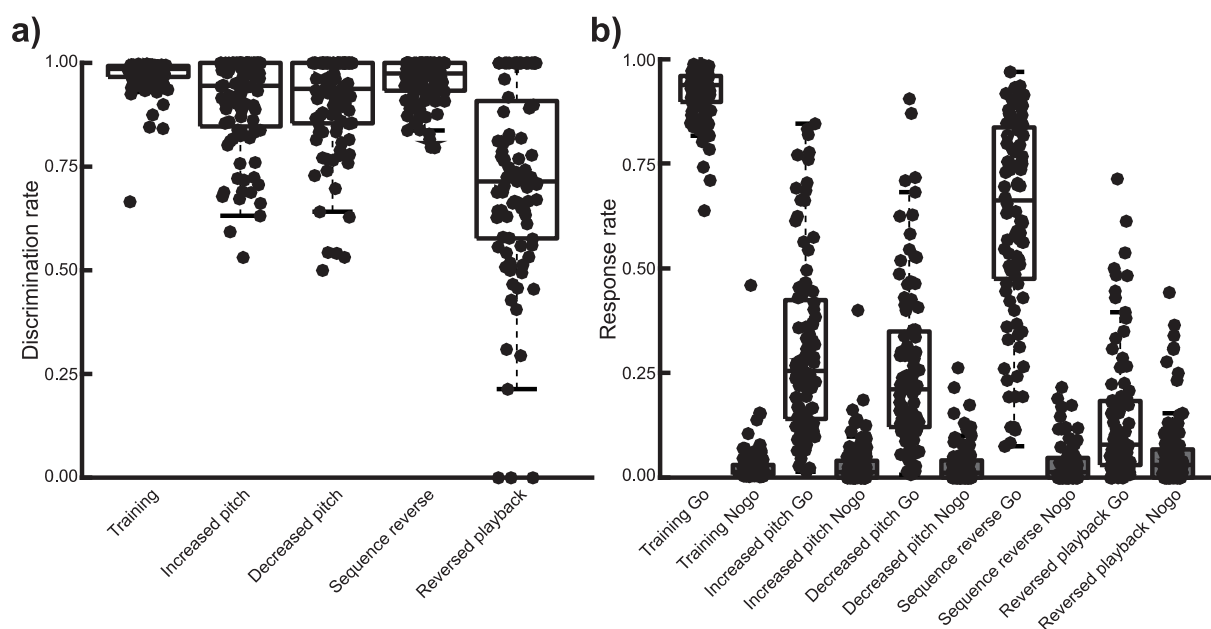 a)
Discrimination rate
1.00
0.75
0.50
0.25
0.00
Training
Increased pitch
Decreased pitch
Sequence reverse
Reversed playback
b)
Response rate
1.00
0.75
0.50
0.25
0.00
Training Go
Training Nogo
Increased pitch Go
Increased pitch Nogo
Decreased pitch Go
Decreased pitch Nogo
Sequence reverse Go
Sequence reverse Nogo
Reversed playback Go
Reversed playback Nogo